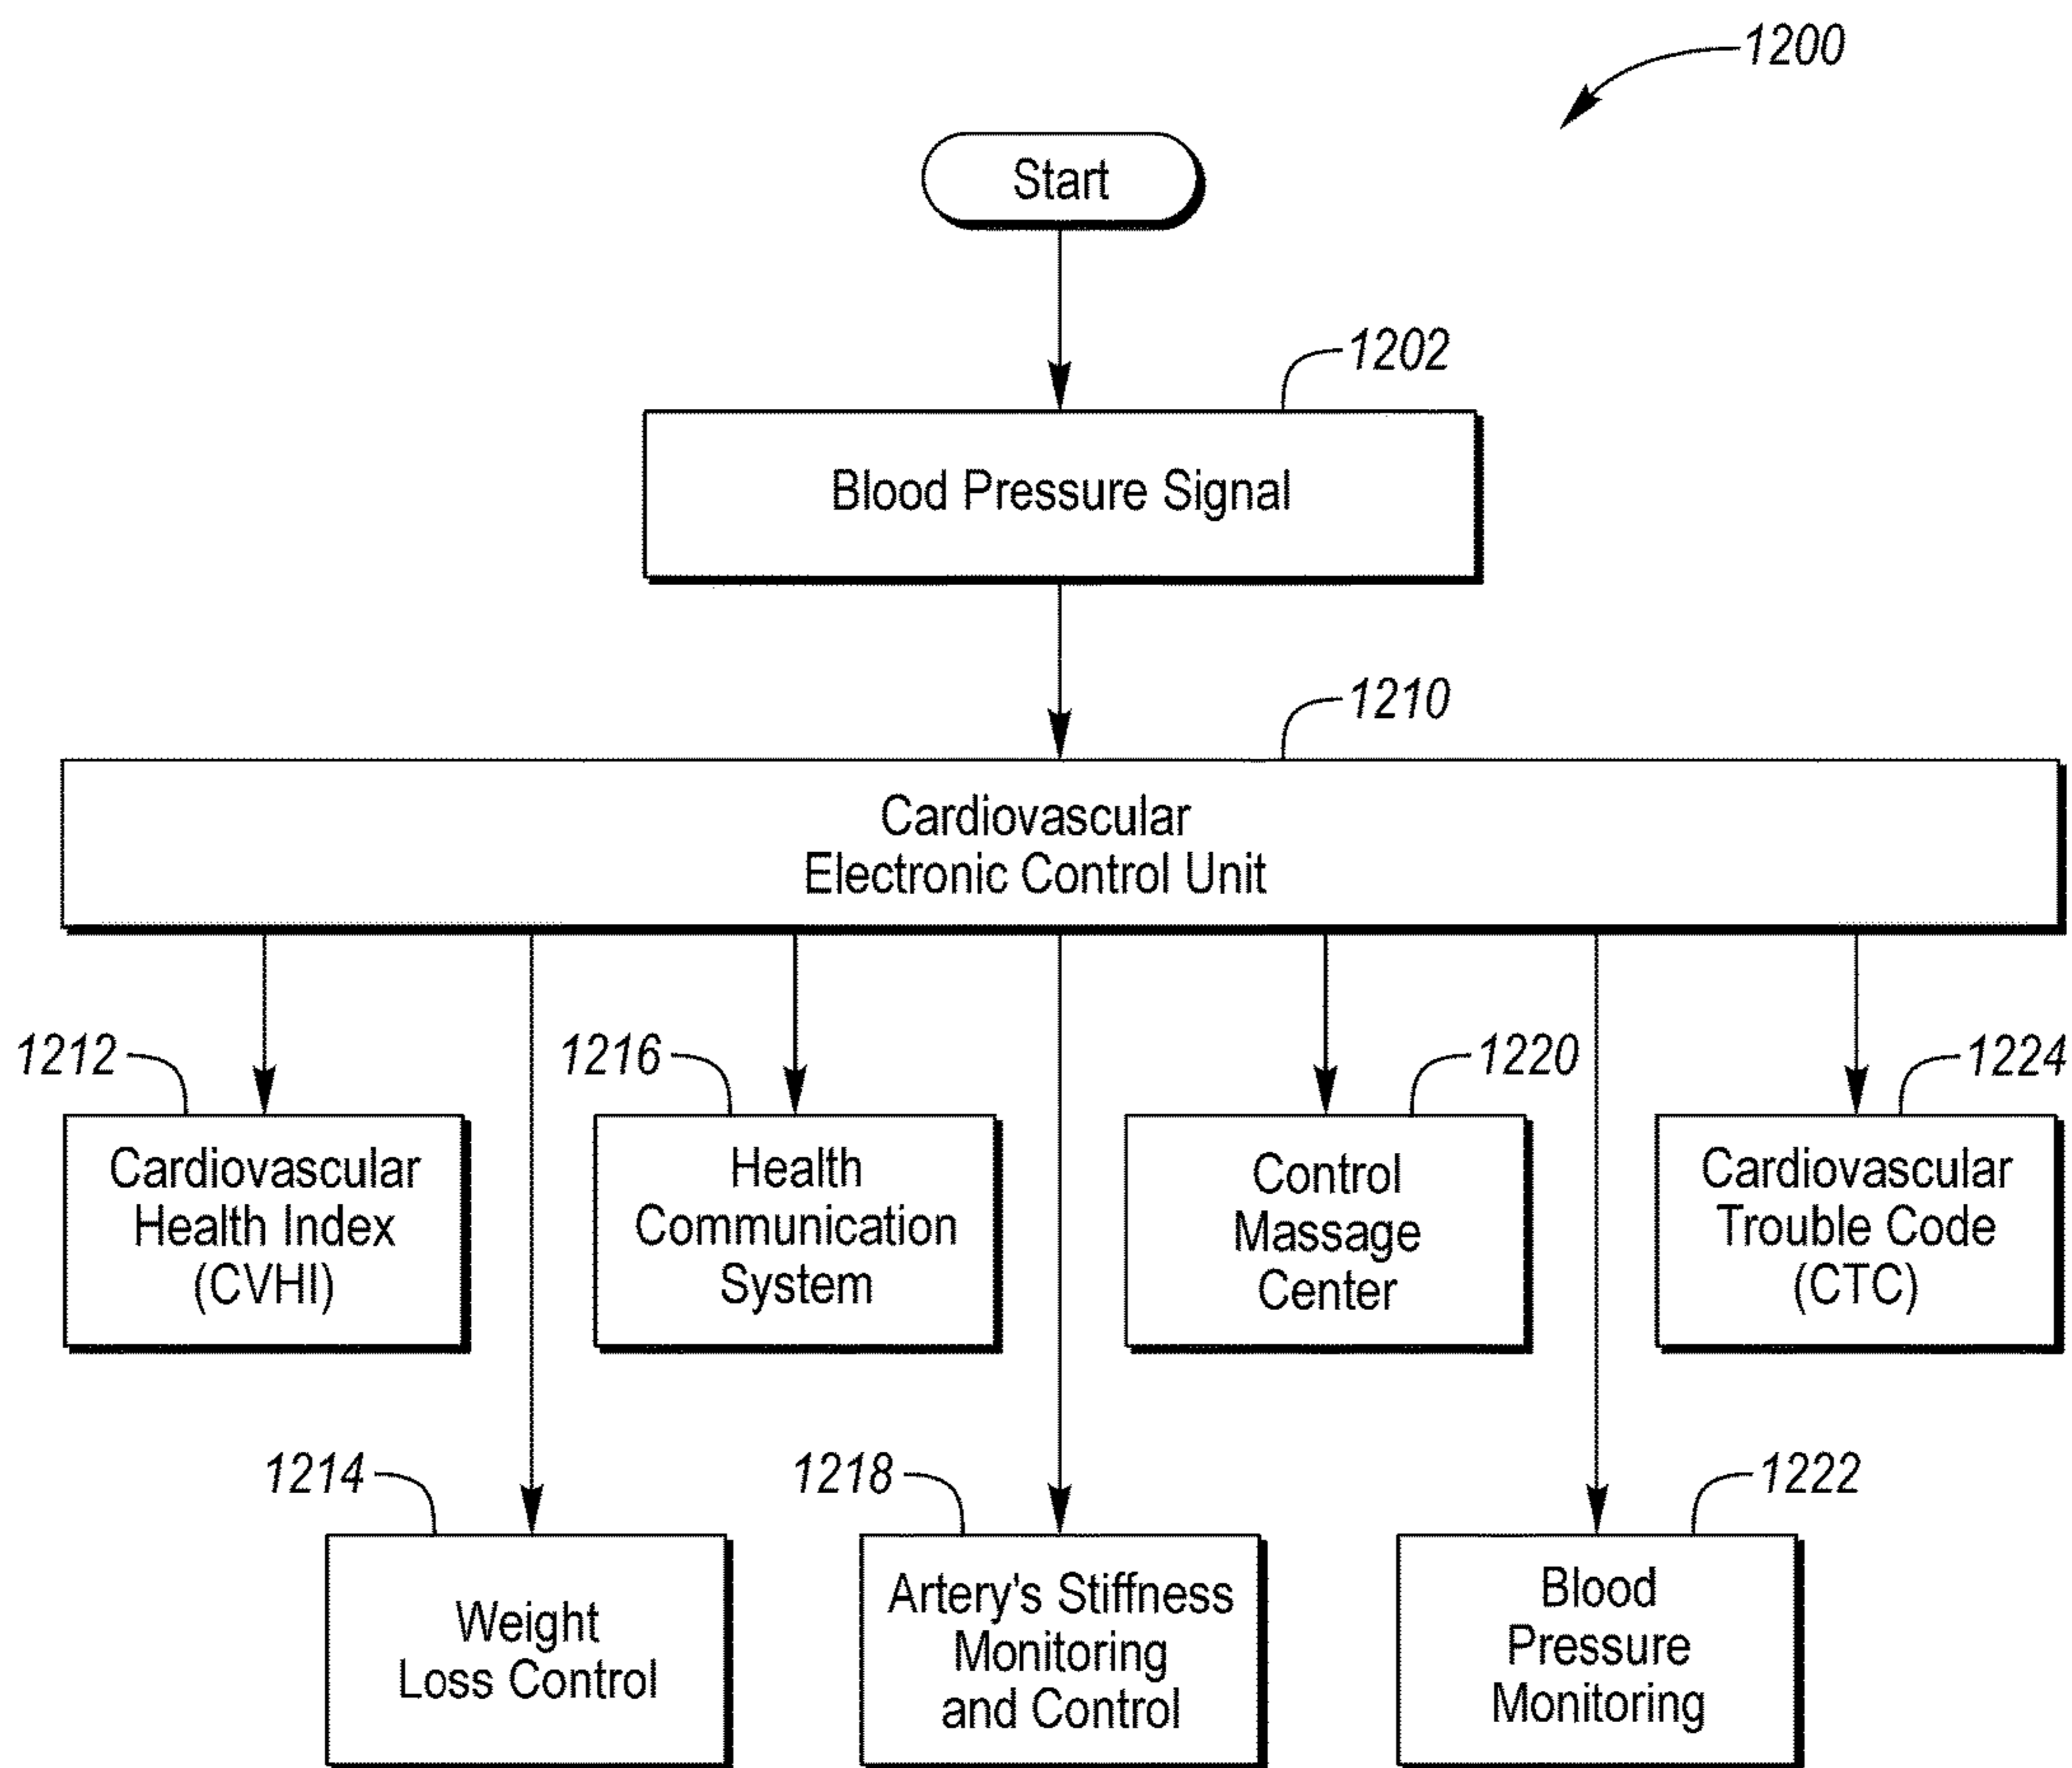 1200
Start
1202
Blood Pressure Signal
1210
Cardiovascular
Electronic Control Unit
1212
1216
1220
1224
Cardiovascular
Health Index
(CVHI)
Health
Communication
System
Control
Massage
Center
Cardiovascular
Trouble Code
(CTC)
1214
1218
1222
Weight
Loss Control
Artery's Stiffness
Monitoring
and Control
Blood
Pressure
Monitoring